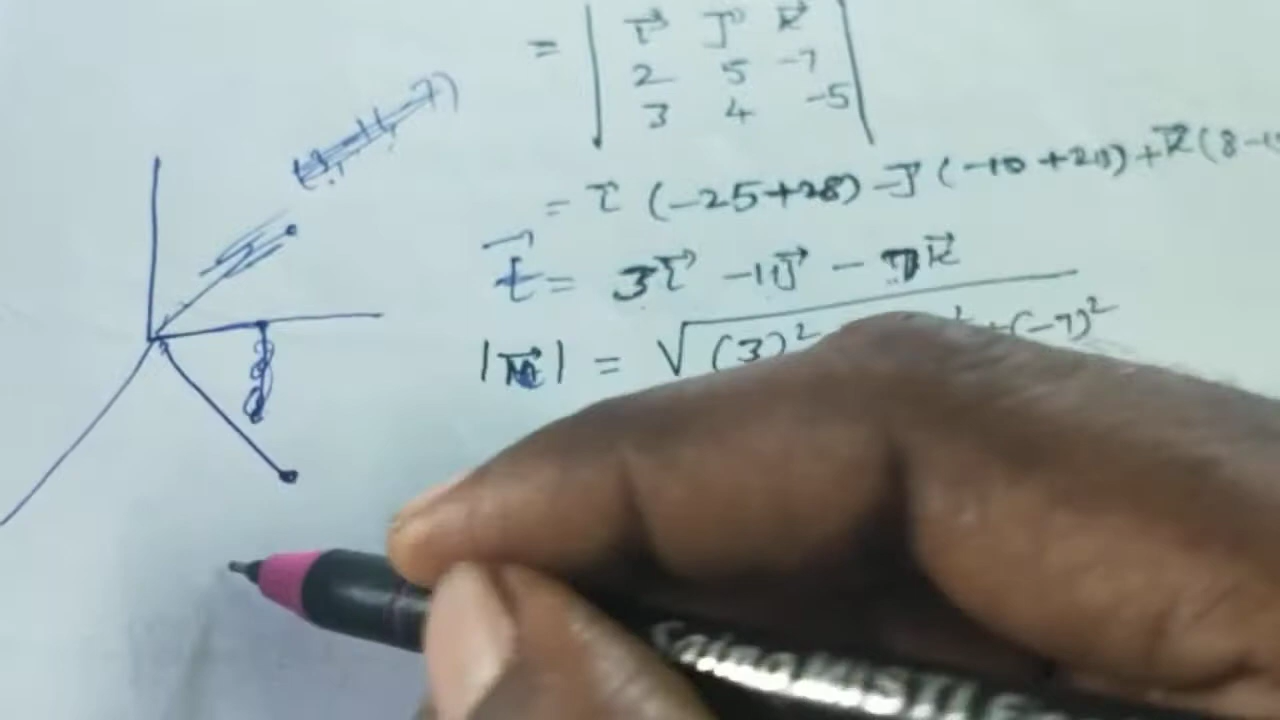 = | i⃗ j⃗ k⃗ |
2 5 -7
3 4 -5
= i⃗ (-25+28) - j⃗ (-10+21) + k⃗ (8-
t⃗ = 3i⃗ - 11j⃗ - 7k⃗
| | = √(3)² +(-7)²